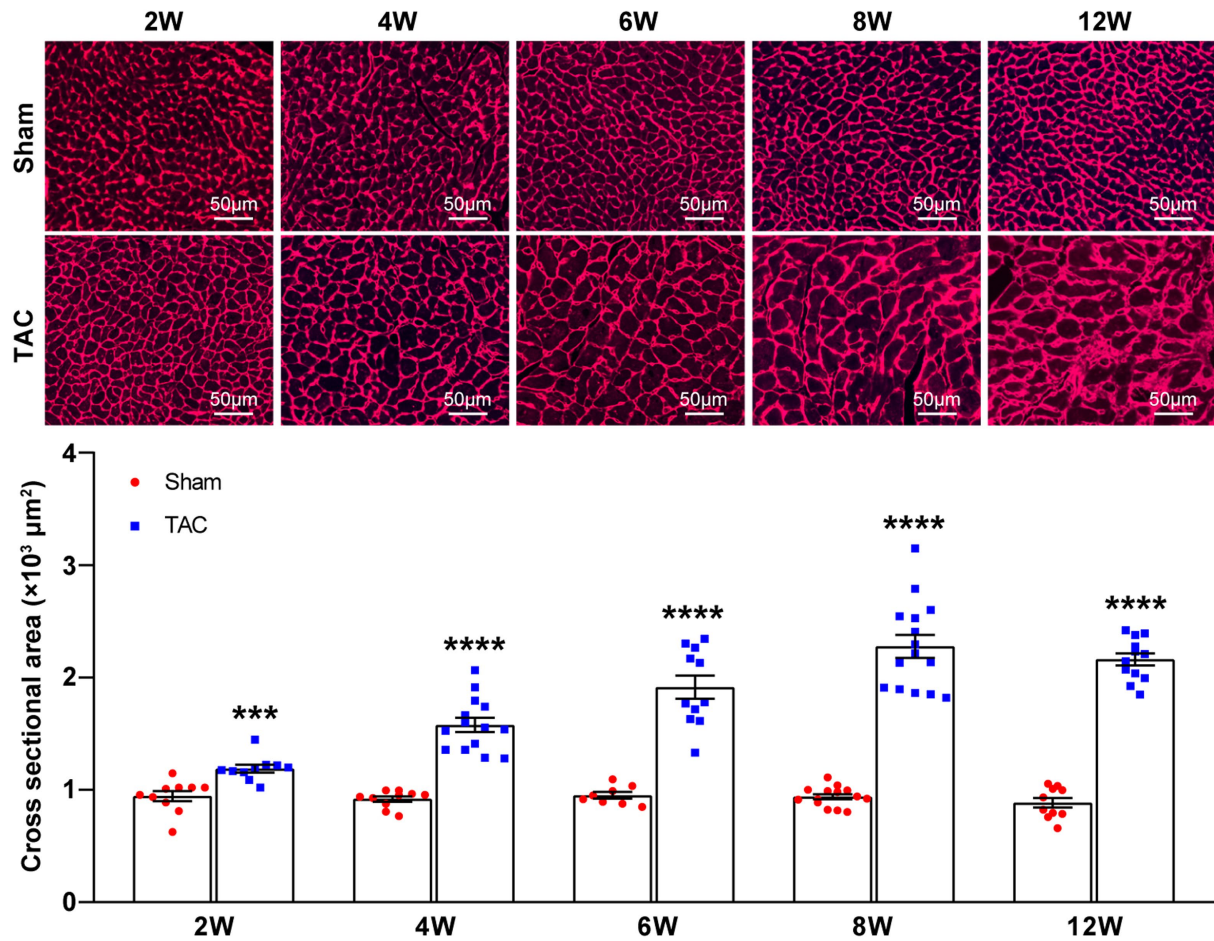 2W 4W 6W 8W 12W
Sham
50μm 50μm 50μm 50μm 50μm
TAC
50μm 50μm 50μm 50μm 50μm
Cross sectional area (×10³ μm²)
4
3
2
1
0
Sham
TAC
*** **** **** **** ****
2W 4W 6W 8W 12W